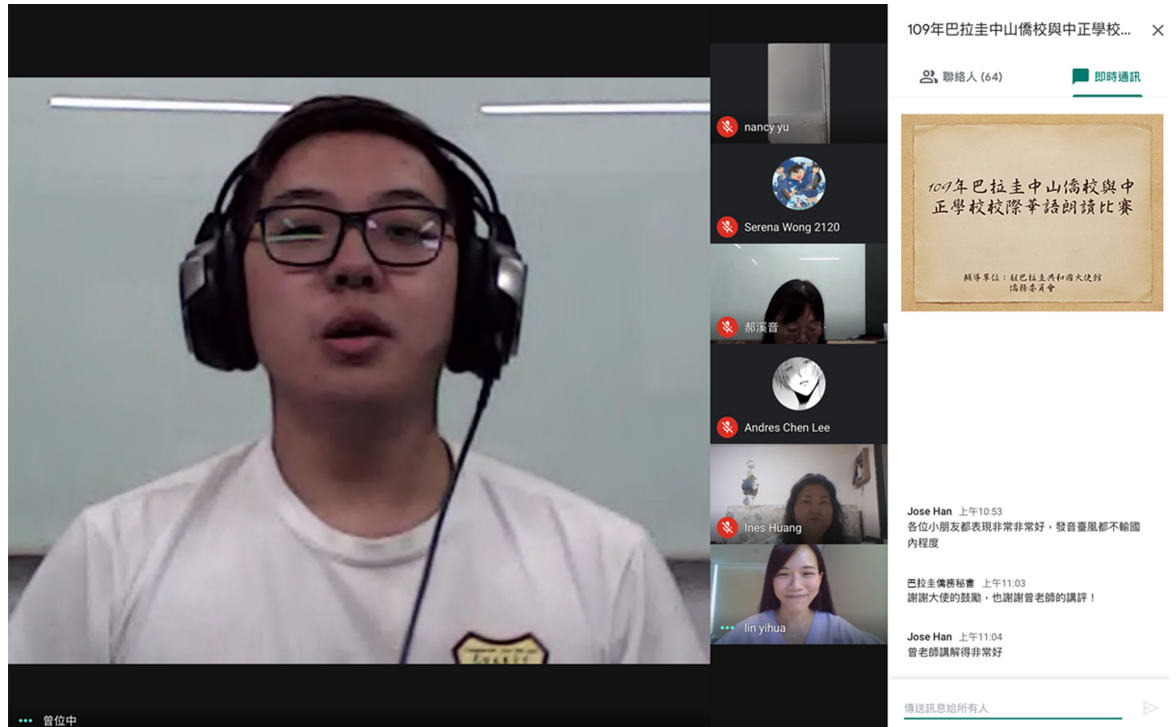 109年巴拉圭中山僑校與中正學校...
聯絡人 (64)
即時通訊
109年巴拉圭中山僑校與中
正學校校際華語朗讀比賽
輔導單位：駐巴拉圭共和國大使館
僑務委員會
nancy yu
Serena Wong 2120
郝溪音
Andres Chen Lee
Ines Huang
lin yihua
曾位中
Jose Han 上午10:53
各位小朋友都表現非常非常好，發音臺風都不輸國
內程度
巴拉圭僑務秘書 上午11:03
謝謝大使的鼓勵，也謝謝曾老師的講評！
Jose Han 上午11:04
曾老師講解得非常好
傳送訊息給所有人